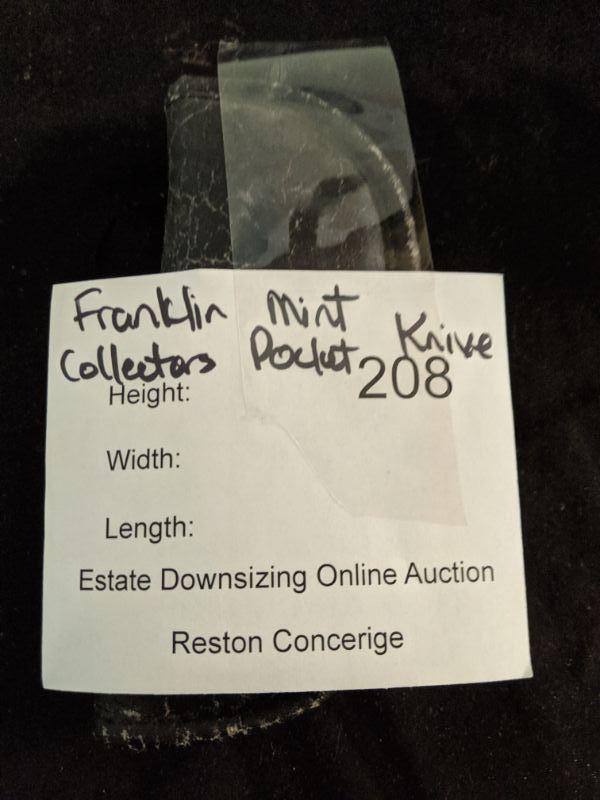 Franklin Mint
Collectors Pocket Knive
208
Height:
Width:
Length:
Estate Downsizing Online Auction
Reston Concerige